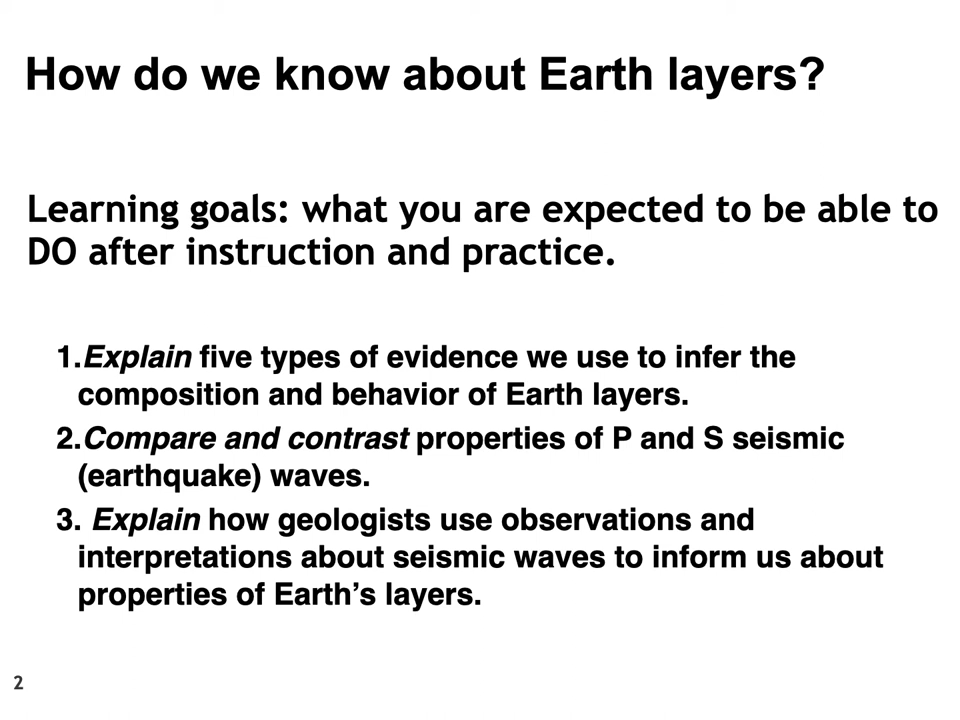 How do we know about Earth layers?
Learning goals: what you are expected to be able to
DO after instruction and practice.
1.Explain five types of evidence we use to infer the
composition and behavior of Earth layers.
2.Compare and contrast properties of P and S seismic
(earthquake) waves.
3. Explain how geologists use observations and
interpretations about seismic waves to inform us about
properties of Earth’s layers.
2